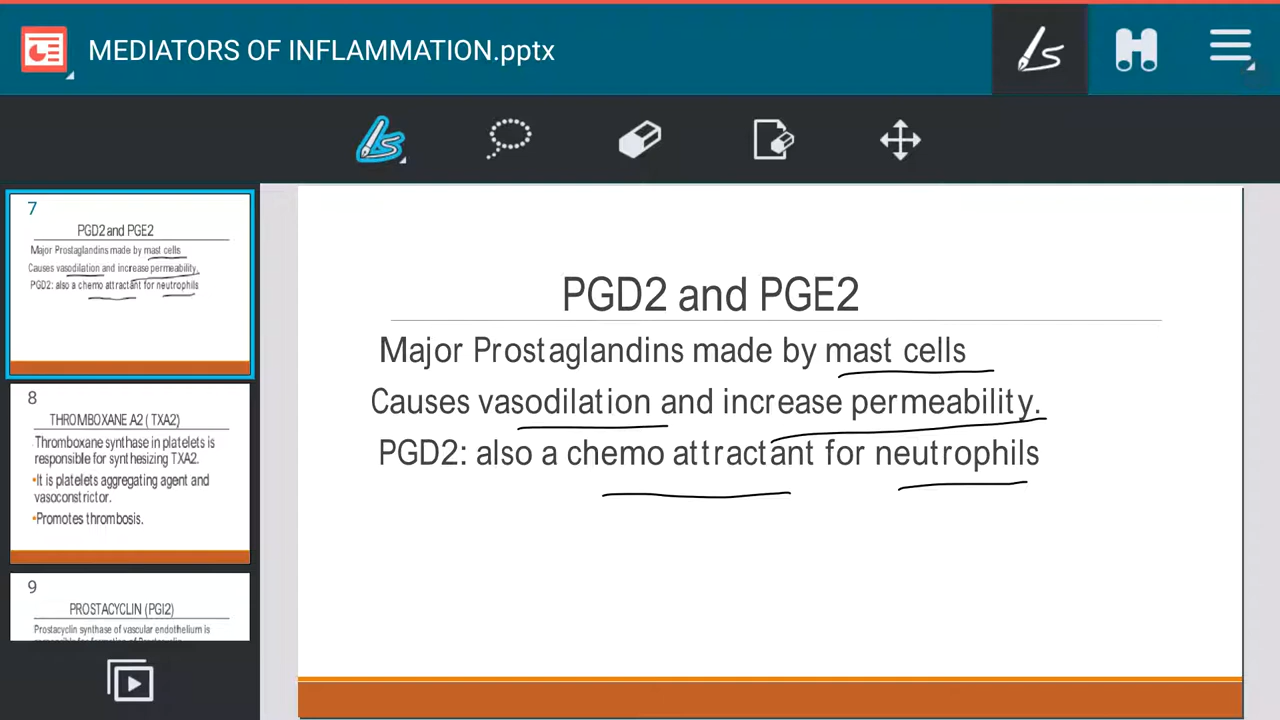 MEDIATORS OF INFLAMMATION.pptx
7
PGD2 and PGE2
Major Prostaglandins made by mast cells
Causes vasodilation and increase permeability.
PGD2: also a chemo attractant for neutrophils
8
THROMBOXANE A2 ( TXA2)
Thromboxane synthase in platelets is
responsible for synthesizing TXA2.
•It is platelets aggregating agent and
vasoconstrictor.
•Promotes thrombosis.
9
PROSTACYCLIN (PGI2)
Prostacyclin synthase of vascular endothelium is
PGD2 and PGE2
Major Prostaglandins made by mast cells
Causes vasodilation and increase permeability.
PGD2: also a chemo attractant for neutrophils